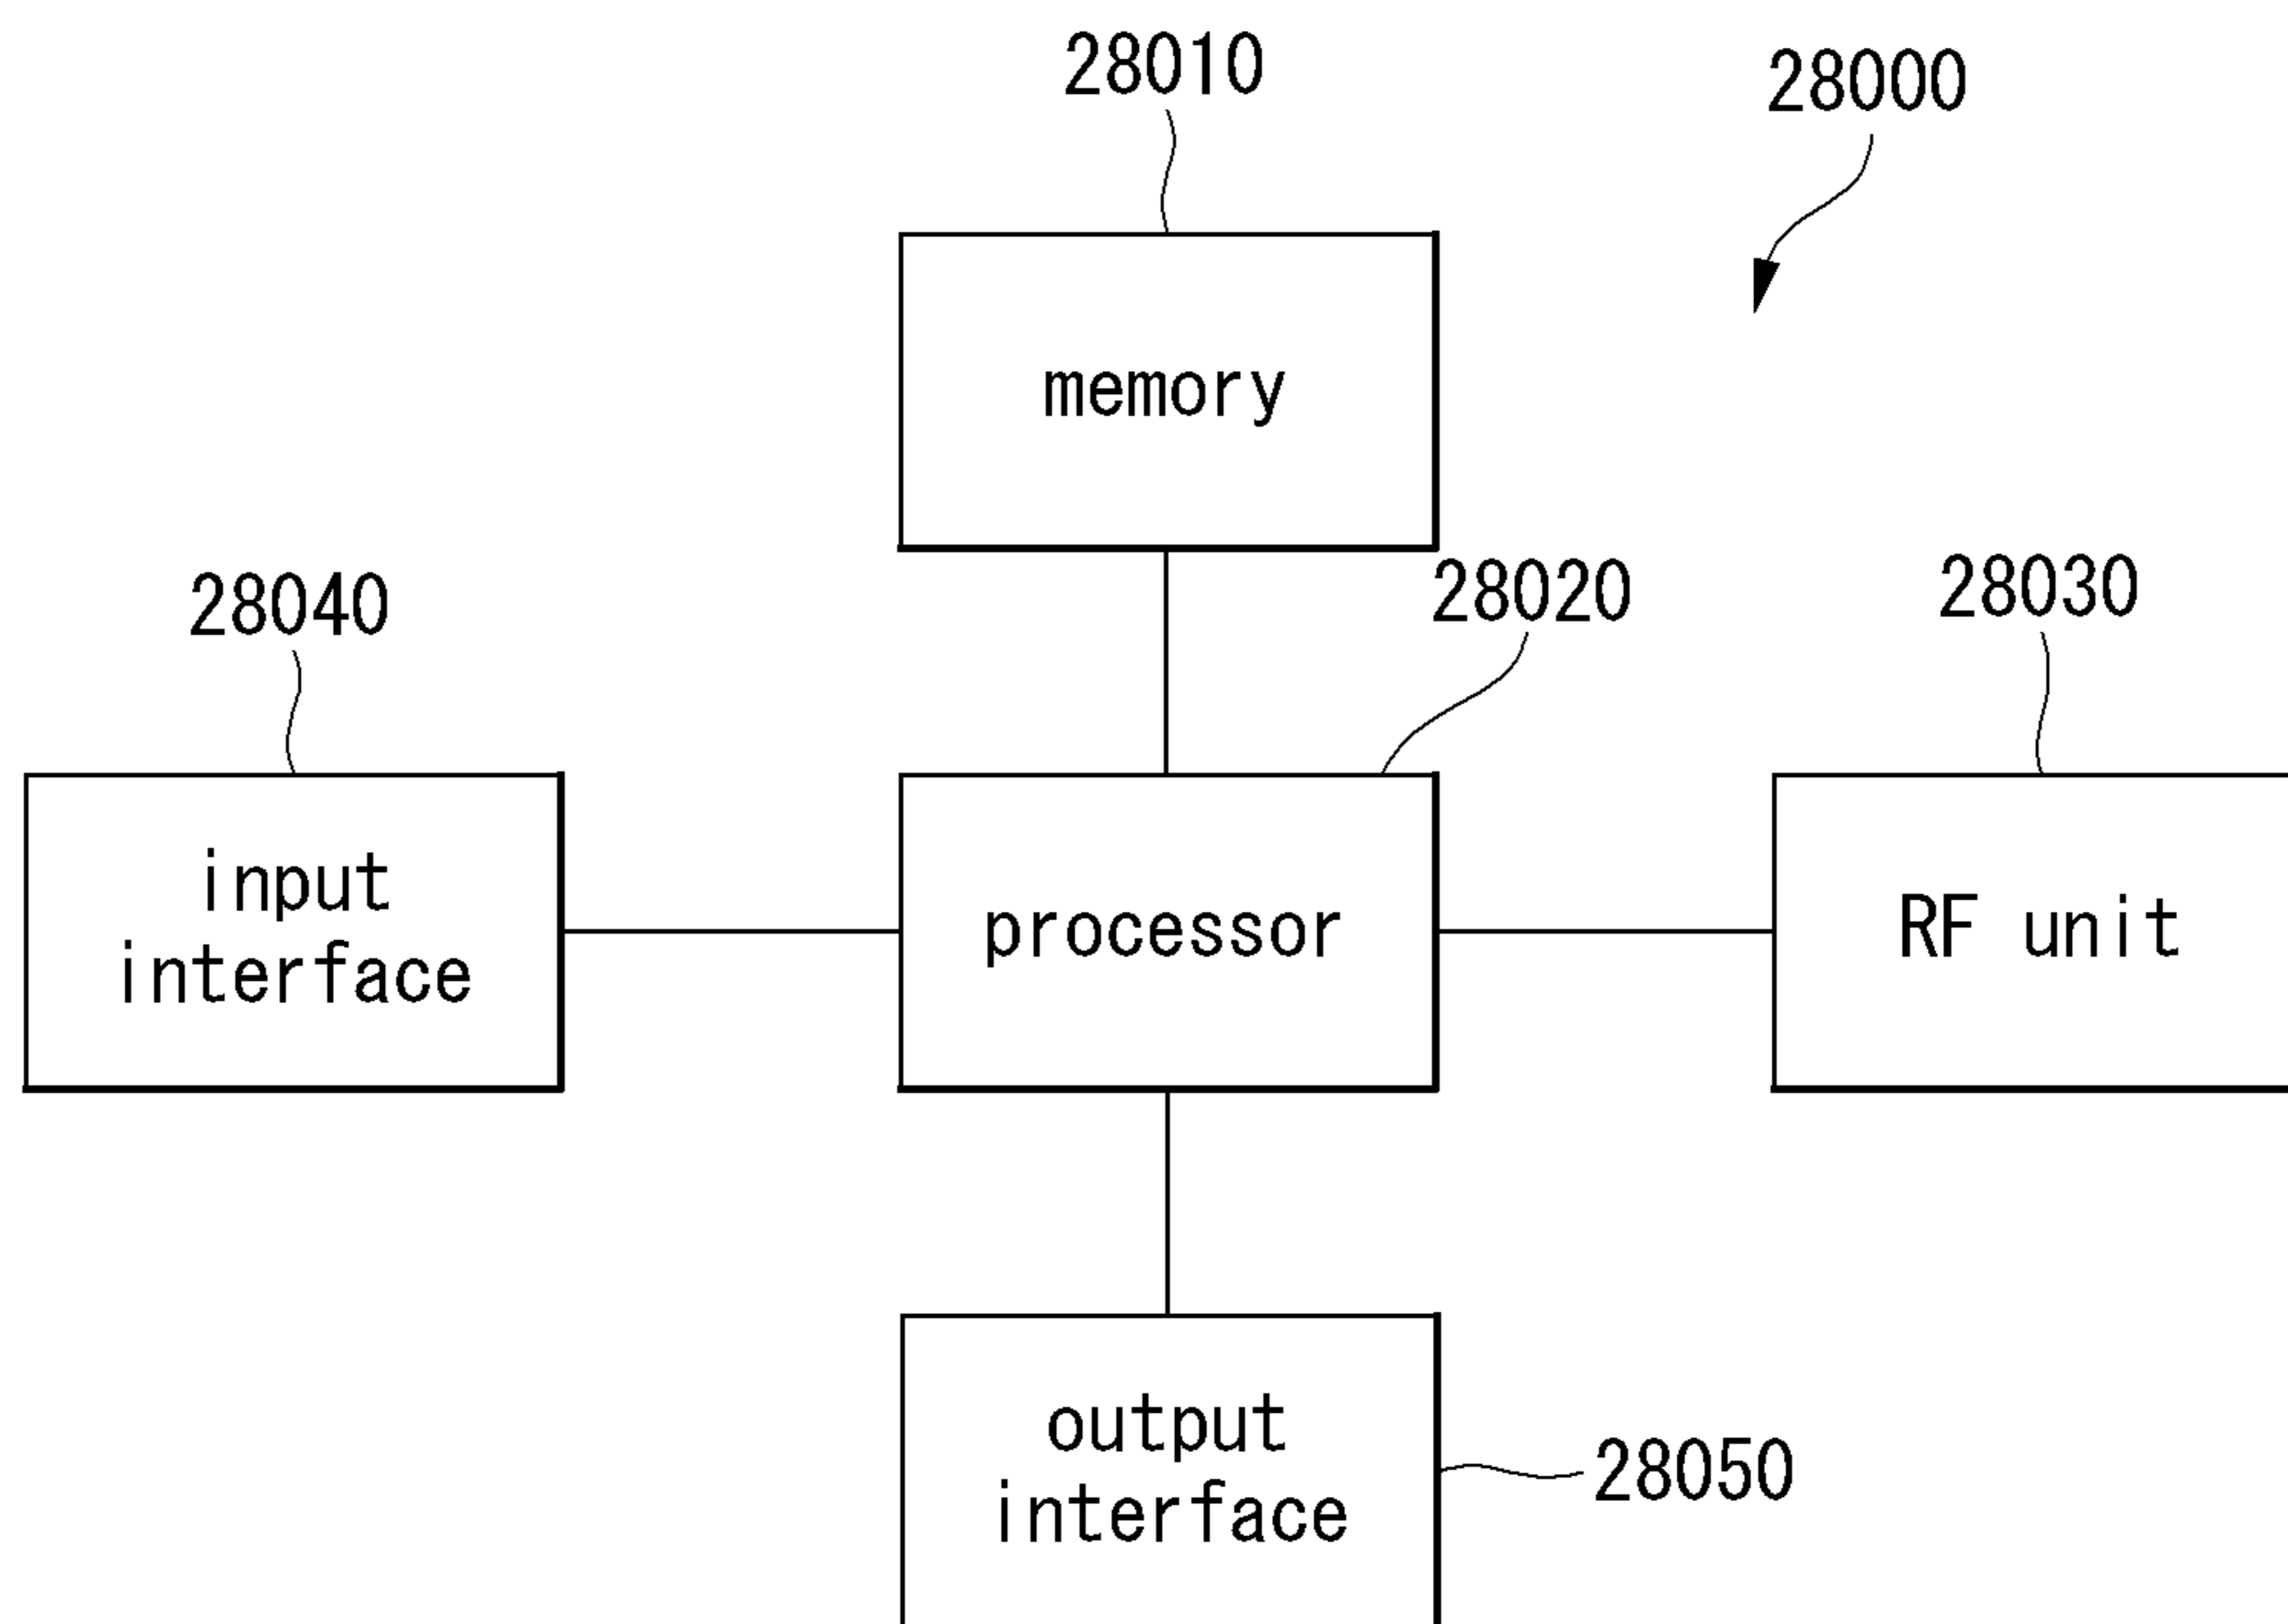 28010
28000
memory
28040
28020
28030
input
interface
processor
RF unit
output
interface
28050